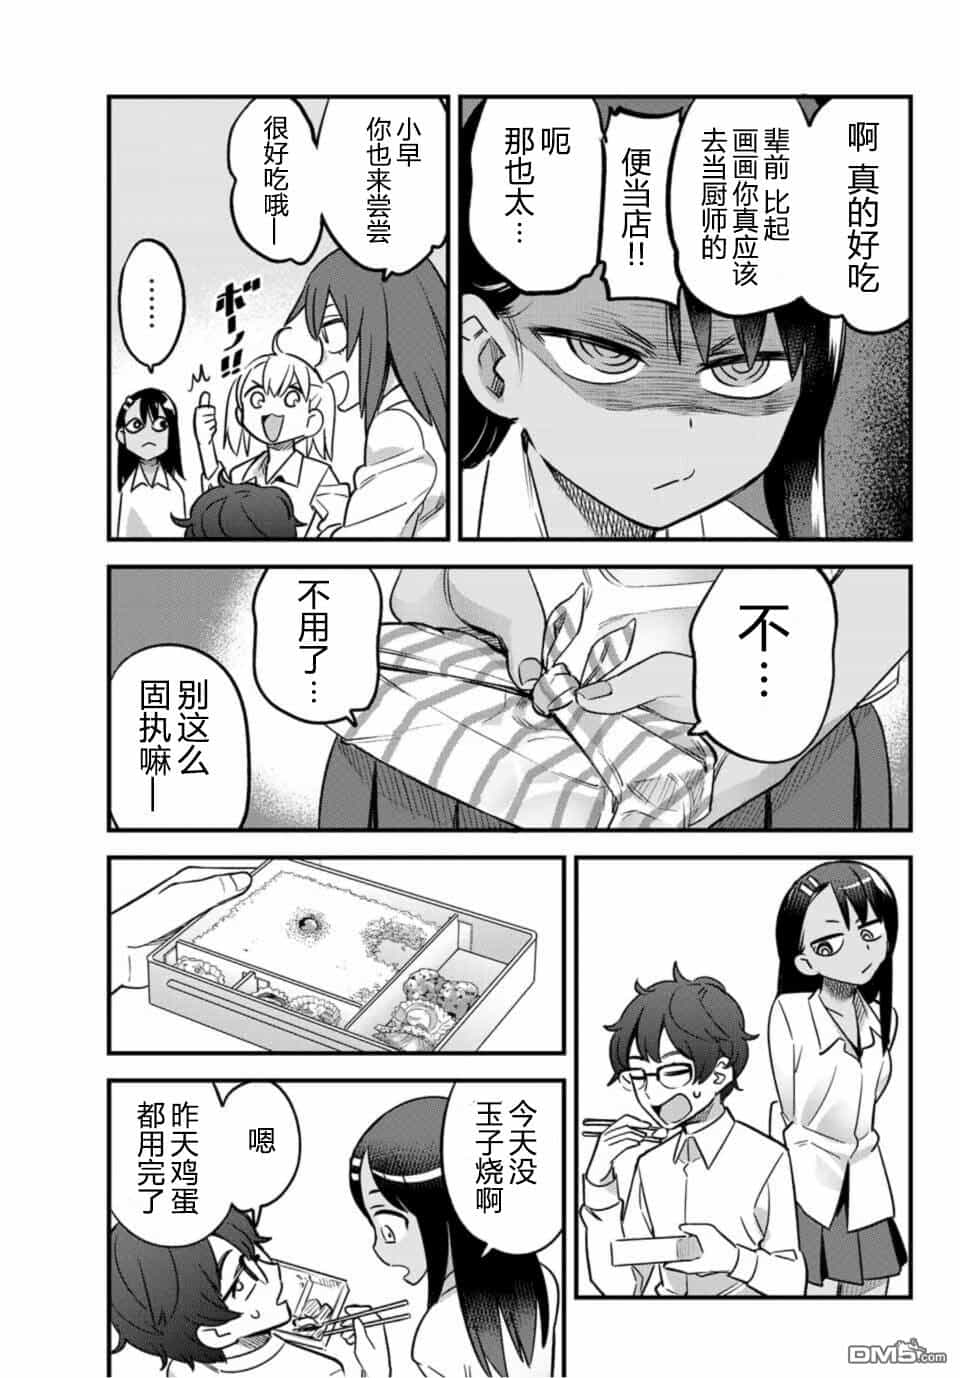 啊 真的好吃
辈前 比起
画画你真应该
去当厨师的
便当店!!
呃
那也太…
小早
你也来尝尝
很好吃哦—
……
ボーノ!!
不…
不用了…
别这么
固执嘛—
今天没
玉子烧啊
嗯
昨天鸡蛋
都用完了
DM5.com